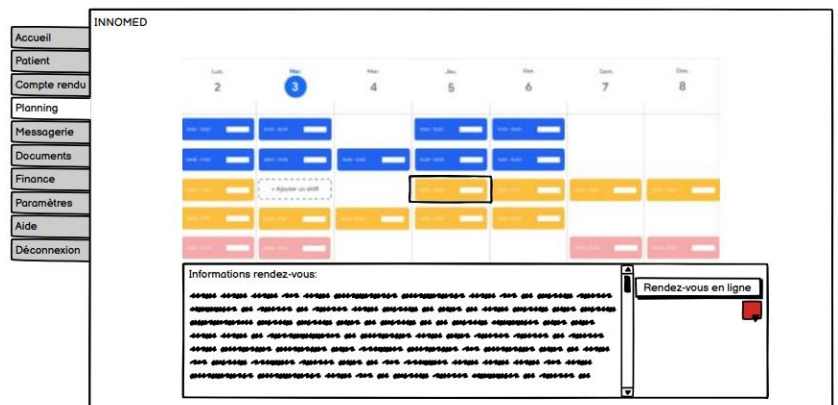 INNOMED
Accueil
Patient
Compte rendu
Planning
Messagerie
Documents
Finance
Paramètres
Aide
Déconnexion
Lun. Mar. Mer. Jeu. Ven. Sam. Dim.
2 3 4 5 6 7 8
+ Ajouter un shift
Informations rendez-vous:
Rendez-vous en ligne